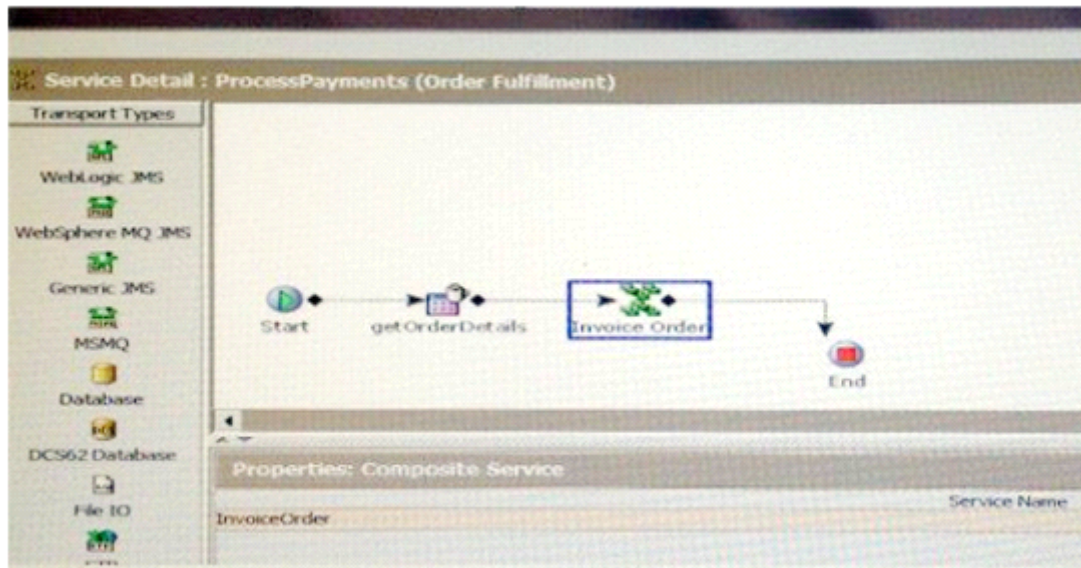 Service Detail : ProcessPayments (Order Fulfillment)
Transport Types
WebLogic JMS
WebSphere MQ JMS
Generic JMS
MSMQ
Database
DCS62 Database
File IO
Start
getOrderDetails
Invoice Order
End
Properties: Composite Service
Service Name
InvoiceOrder